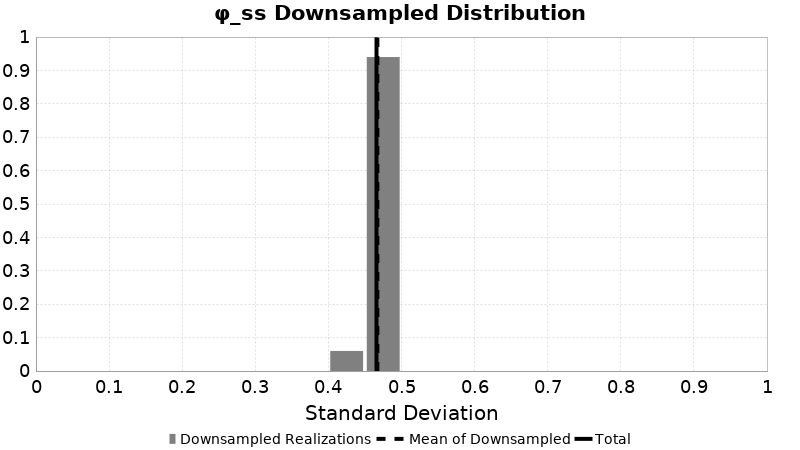 φ_ss Downsampled Distribution
1
0.9
0.8
0.7
0.6
0.5
0.4
0.3
0.2
0.1
0
0 0.1 0.2 0.3 0.4 0.5 0.6 0.7 0.8 0.9 1
Standard Deviation
Downsampled Realizations Mean of Downsampled Total